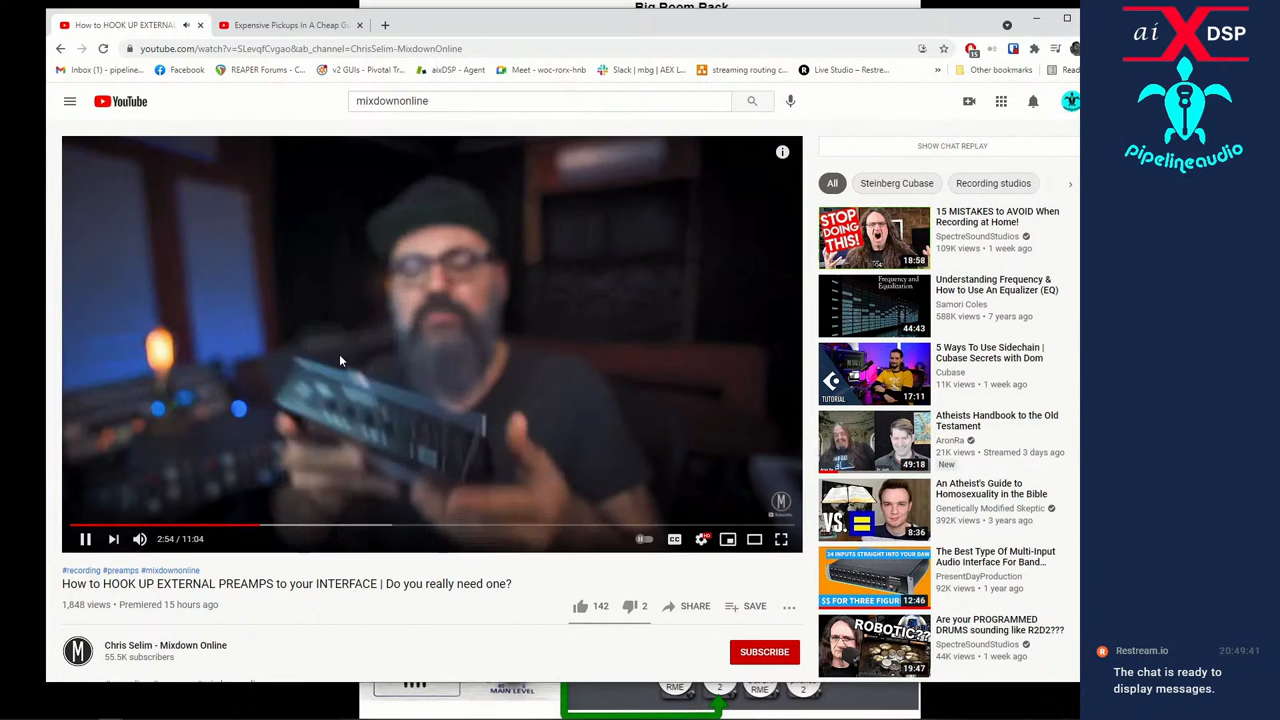 Big Room Rack
How to HOOK UP EXTERNAL
Expensive Pickups In A Cheap G
youtube.com/watch?v=SLevqfCvgao&ab_channel=ChrisSelim-MixdownOnline
15
Inbox (1) - pipeline...
Facebook
REAPER Forums - C...
v2 GUIs - Frontal Tr...
aixDSP - Agent
Meet - woc-rorx-hnb
Slack | mbg | AEX L...
streaming routing c...
Live Studio – Restre...
»
Other bookmarks
Read
YouTube
mixdownonline
SHOW CHAT REPLAY
All
Steinberg Cubase
Recording studios
15 MISTAKES to AVOID When
Recording at Home!
SpectreSoundStudios
109K views • 1 week ago
STOP
DOING
THIS!
18:58
Understanding Frequency &
How to Use An Equalizer (EQ)
Samori Coles
588K views • 7 years ago
Frequency and
Equalization
44:43
5 Ways To Use Sidechain |
Cubase Secrets with Dom
Cubase
11K views • 1 week ago
TUTORIAL
17:11
Atheists Handbook to the Old
Testament
AronRa
21K views • Streamed 3 days ago
New
49:18
An Atheist's Guide to
Homosexuality in the Bible
Genetically Modified Skeptic
392K views • 3 years ago
VS.
8:36
The Best Type Of Multi-Input
Audio Interface For Band...
PresentDayProduction
92K views • 1 year ago
24 INPUTS STRAIGHT INTO YOUR DAW
$$ FOR THREE FIGUR
12:46
Are your PROGRAMMED
DRUMS sounding like R2D2???
SpectreSoundStudios
44K views • 1 week ago
ROBOTIC??
19:47
M
2:54 / 11:04
CC
HD
#recording #preamps #mixdownonline
How to HOOK UP EXTERNAL PREAMPS to your INTERFACE | Do you really need one?
1,848 views • Premiered 15 hours ago
142
2
SHARE
SAVE
M
Chris Selim - Mixdown Online
55.5K subscribers
SUBSCRIBE
MAIN LEVEL
RME
2
RME
2
ai X DSP
pipelineaudio
Restream.io
20:49:41
The chat is ready to
display messages.